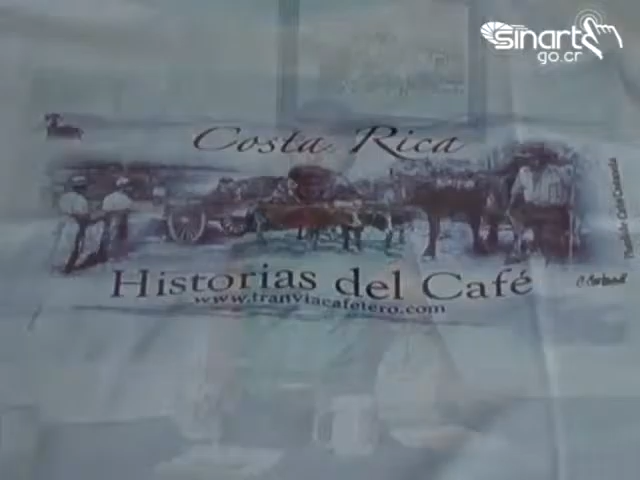 sinart
go.cr
Costa Rica
Historias del Café
www.tranviacafetero.com